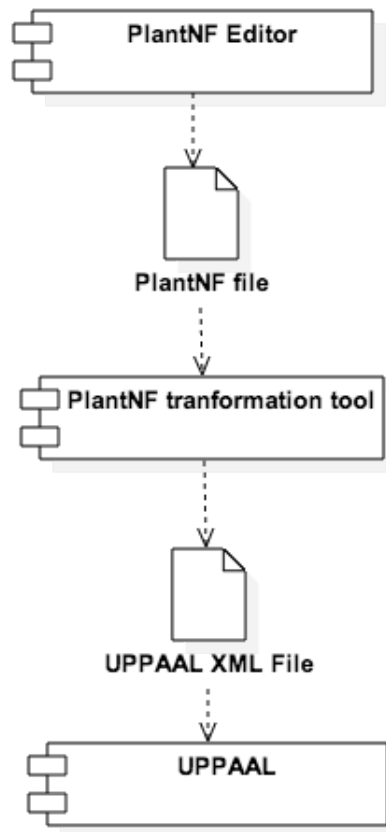 PlantNF Editor
PlantNF file
PlantNF tranformation tool
UPPAAL XML File
UPPAAL